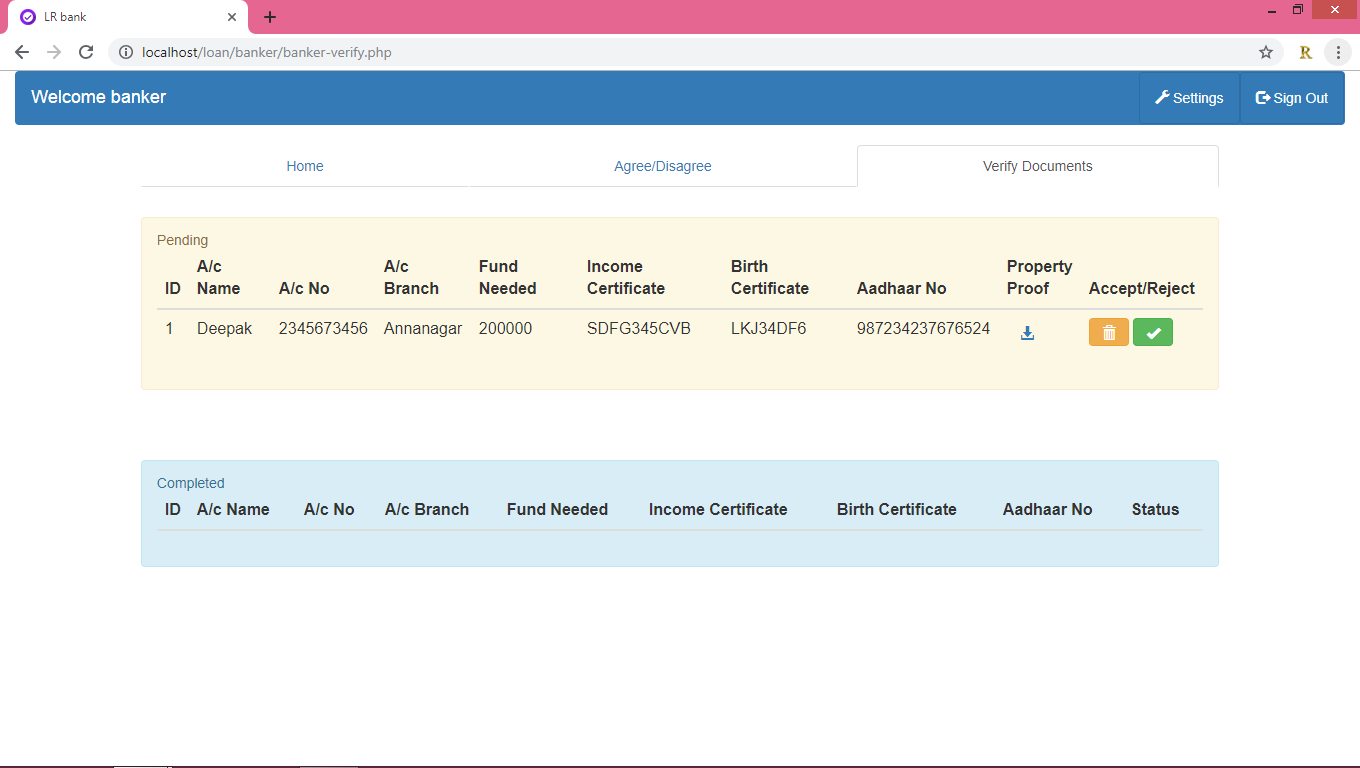 LR bank
localhost/loan/banker/banker-verify.php
R
Welcome banker
Settings
Sign Out
Home
Agree/Disagree
Verify Documents
Pending
ID A/c Name A/c No A/c Branch Fund Needed Income Certificate Birth Certificate Aadhaar No Property Proof Accept/Reject
1 Deepak 2345673456 Annanagar 200000 SDFG345CVB LKJ34DF6 987234237676524
Completed
ID A/c Name A/c No A/c Branch Fund Needed Income Certificate Birth Certificate Aadhaar No Status